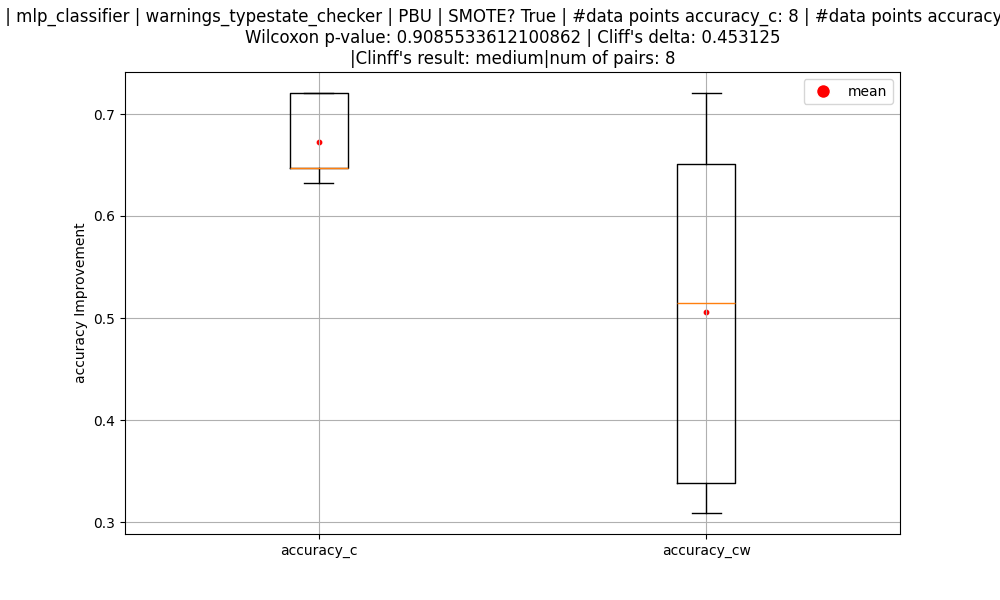 | mlp_classifier | warnings_typestate_checker | PBU | SMOTE? True | #data points accuracy_c: 8 | #data points accuracy
Wilcoxon p-value: 0.9085533612100862 | Cliff's delta: 0.453125
|Clinff's result: medium|num of pairs: 8
mean
0.7
0.6
0.5
0.4
0.3
accuracy Improvement
accuracy_c
accuracy_cw